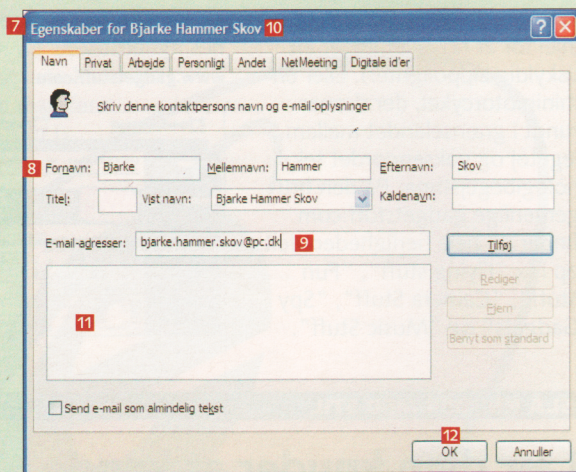 7 Egenskaber for Bjarke Hammer Skov 10
Navn Privat Arbejde Personligt Andet NetMeeting Digitale id'er
Skriv denne kontaktpersons navn og e-mail-oplysninger
8 Fornavn: Bjarke Mellemnavn: Hammer Efternavn: Skov
Titel: Vist navn: Bjarke Hammer Skov Kaldenavn:
E-mail-adresser: bjarke.hammer.skov@pc.dk 9 Tilføj
Rediger
11 Fjern
Benyt som standard
Send e-mail som almindelig tekst
12
OK Annuller